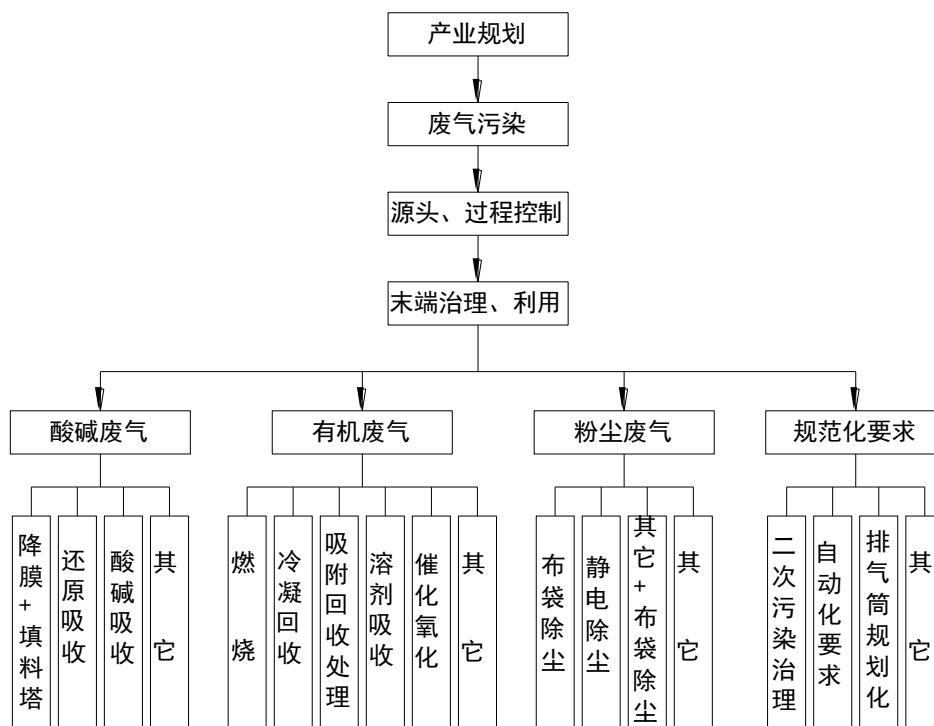 产业规划
废气污染
源头、过程控制
末端治理、利用
酸碱废气
有机废气
粉尘废气
规范化要求
降膜+填料塔
还原吸收
酸碱吸收
其它
燃烧
冷凝回收
吸附回收处理
溶剂吸收
催化氧化
其它
布袋除尘
静电除尘
其它+布袋除尘
其它
二次污染治理
自动化要求
排气筒规划化
其它